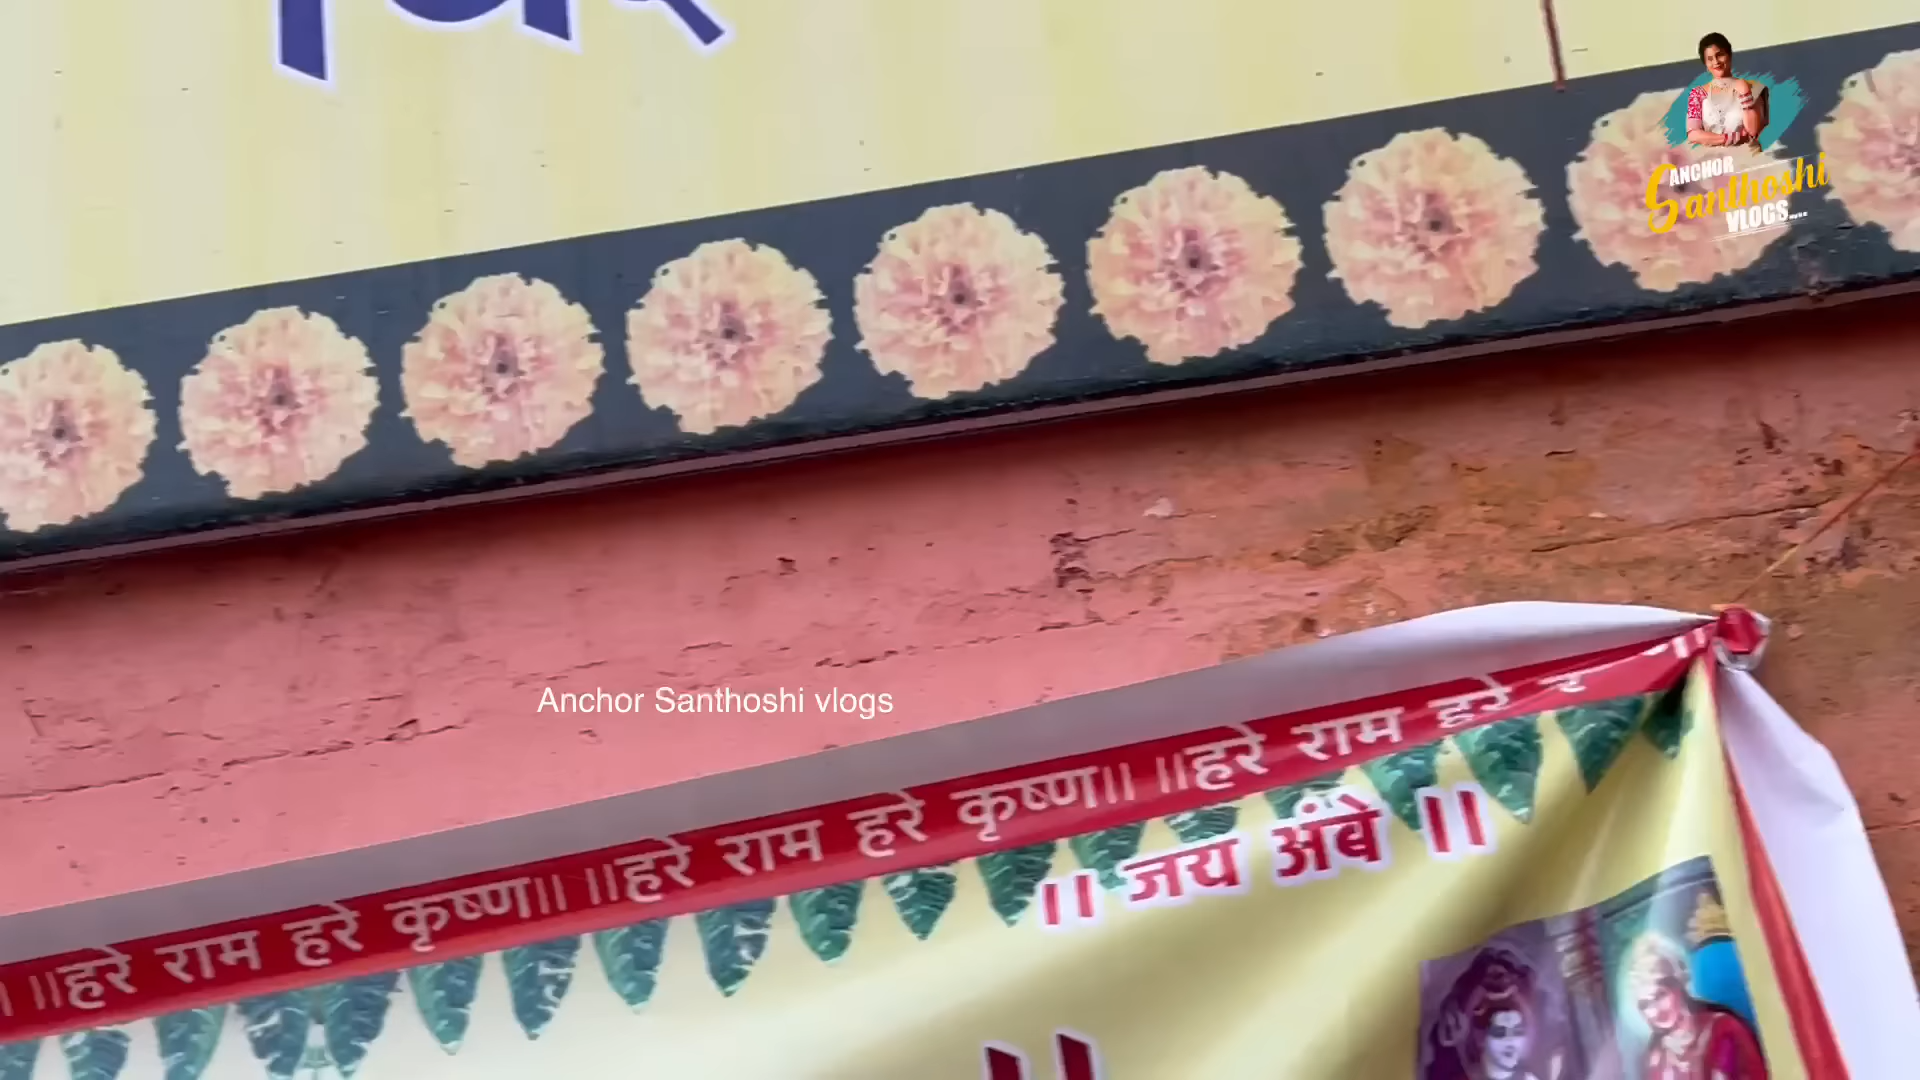 ANCHOR
Santhoshi
VLOGS....
Anchor Santhoshi vlogs
।।हरे राम हरे कृष्ण।। ।।हरे राम हरे कृष्ण।। ।।हरे राम हरे
।। जय अंबे ।।